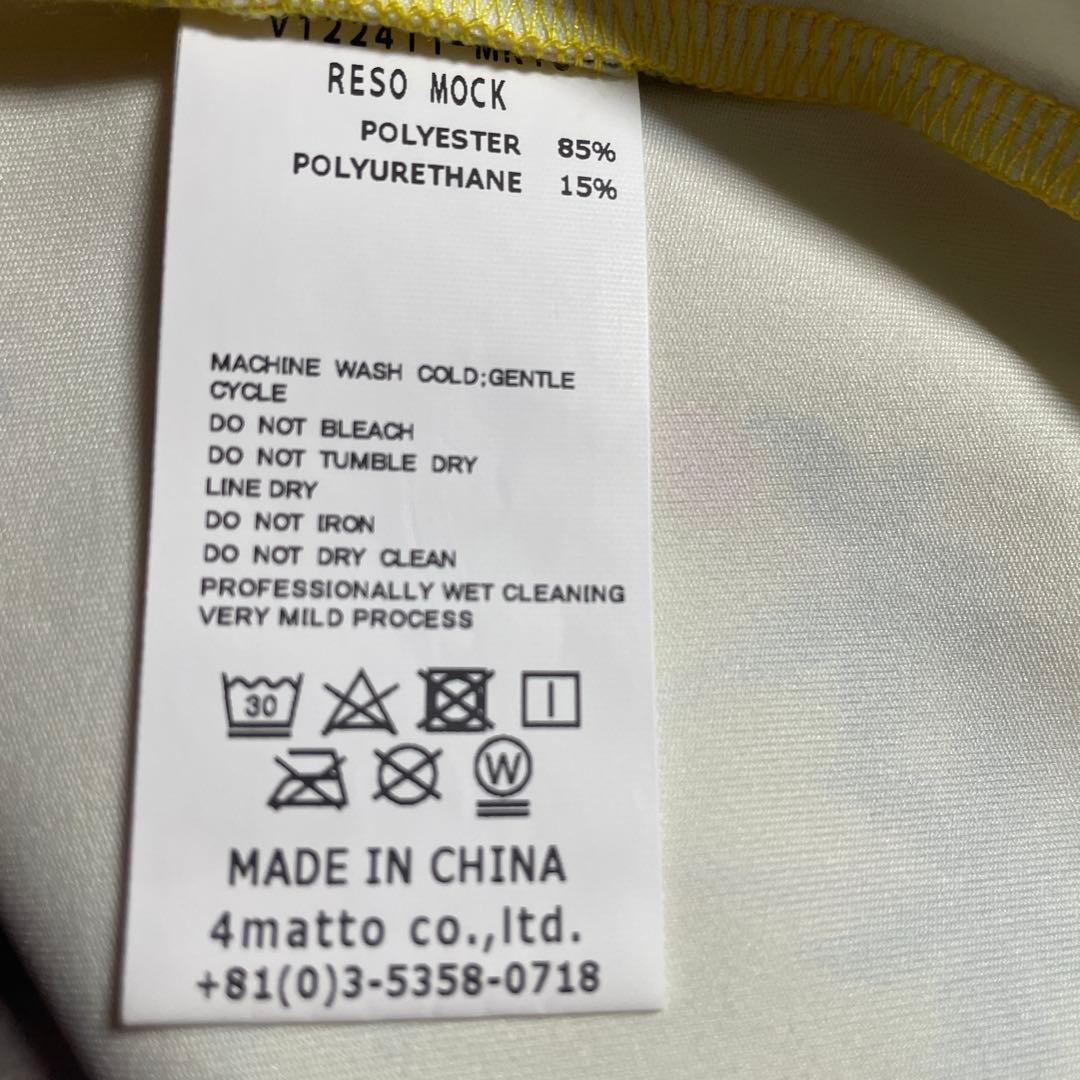 RESO MOCK
POLYESTER 85%
POLYURETHANE 15%
MACHINE WASH COLD;GENTLE
CYCLE
DO NOT BLEACH
DO NOT TUMBLE DRY
LINE DRY
DO NOT IRON
DO NOT DRY CLEAN
PROFESSIONALLY WET CLEANING
VERY MILD PROCESS
30
W
MADE IN CHINA
4matto co.,ltd.
+81(0)3-5358-0718